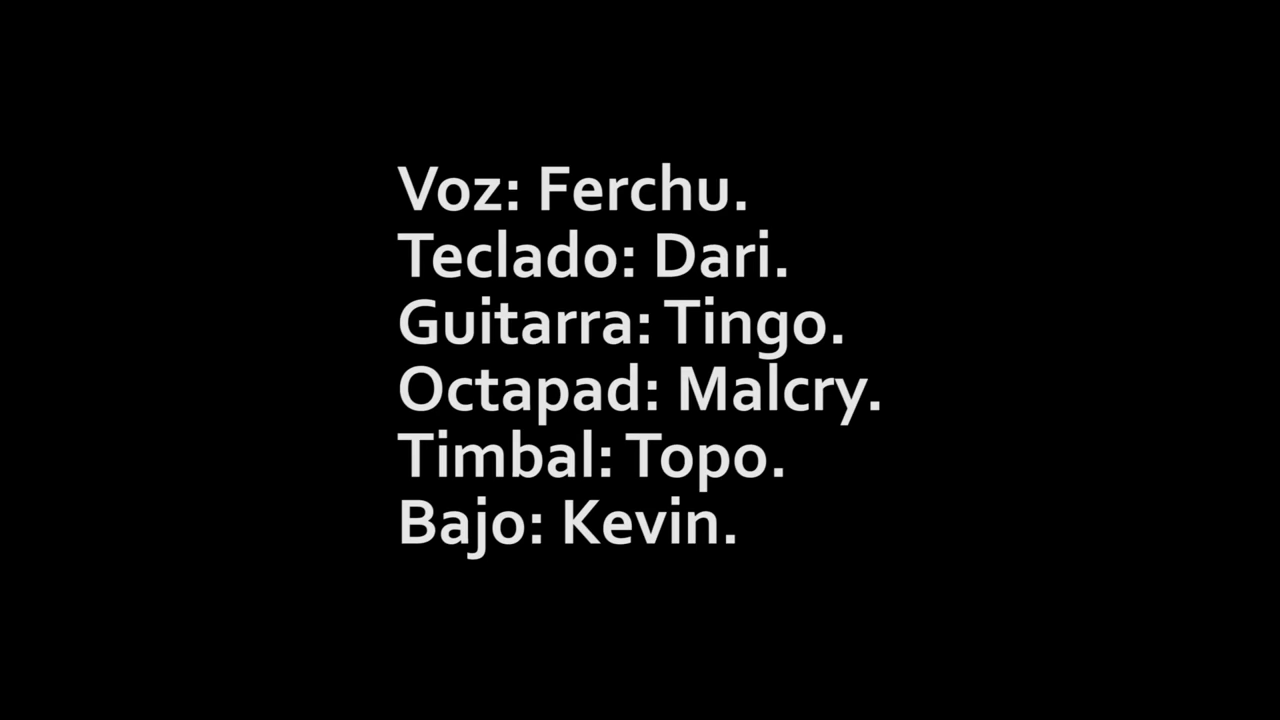 Voz: Ferchu.
Teclado: Dari.
Guitarra: Tingo.
Octapad: Malcry.
Timbal: Topo.
Bajo: Kevin.